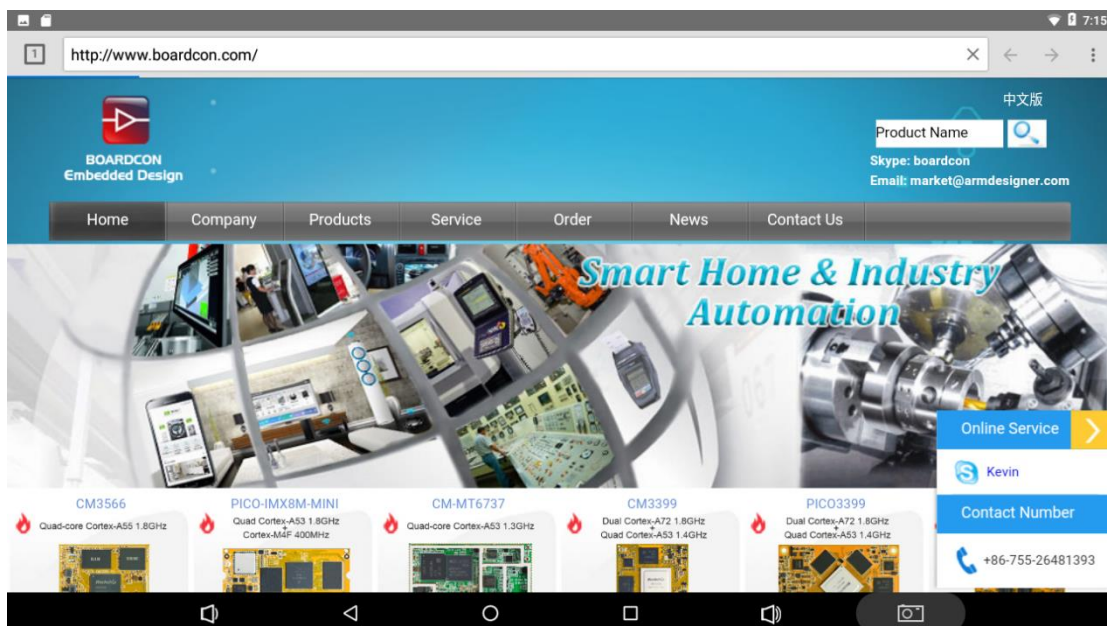 7:15
1
http://www.boardcon.com/
中文版
Product Name
BOARDCON
Embedded Design
Skype: boardcon
Email: market@armdesigner.com
Home Company Products Service Order News Contact Us
Smart Home & Industry
Automation
Online Service
Kevin
Contact Number
+86-755-26481393
CM3566
Quad-core Cortex-A55 1.8GHz
PICO-IMX8M-MINI
Quad Cortex-A53 1.8GHz
+
Cortex-M4F 400MHz
CM-MT6737
Quad-core Cortex-A53 1.3GHz
CM3399
Dual Cortex-A72 1.8GHz
+
Quad Cortex-A53 1.4GHz
PICO3399
Dual Cortex-A72 1.8GHz
+
Quad Cortex-A53 1.4GHz